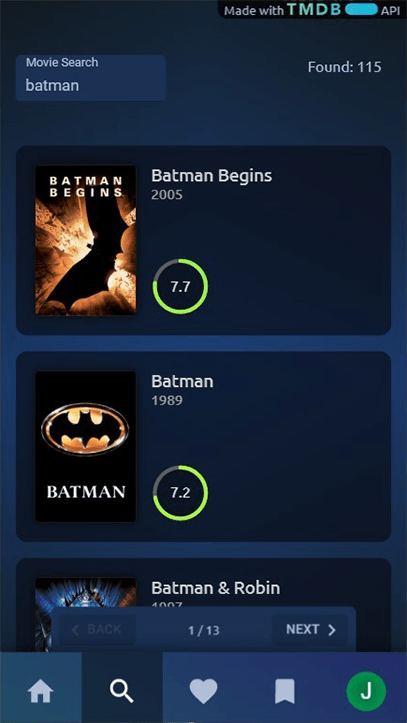 Made with TMDB API
Movie Search
batman
Found: 115
BATMAN
BEGINS
Batman Begins
2005
7.7
BATMAN
Batman
1989
7.2
Batman & Robin
1997
BACK
1 / 13
NEXT
J